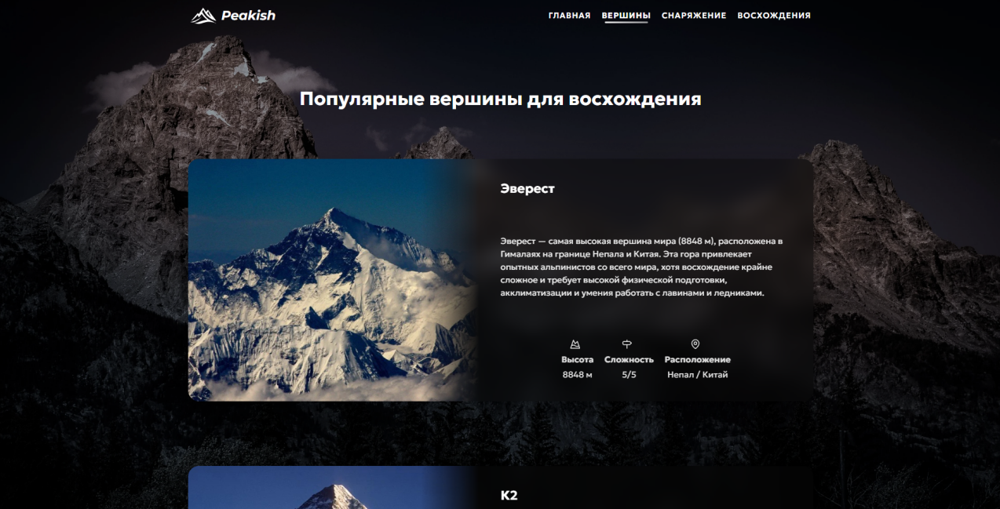 Peakish
ГЛАВНАЯ ВЕРШИНЫ СНАРЯЖЕНИЕ ВОСХОЖДЕНИЯ
Популярные вершины для восхождения
Эверест
Эверест — самая высокая вершина мира (8848 м), расположена в
Гималаях на границе Непала и Китая. Эта гора привлекает
опытных альпинистов со всего мира, хотя восхождение крайне
сложное и требует высокой физической подготовки,
акклиматизации и умения работать с лавинами и ледниками.
Высота Сложность Расположение
8848 м 5/5 Непал / Китай
К2